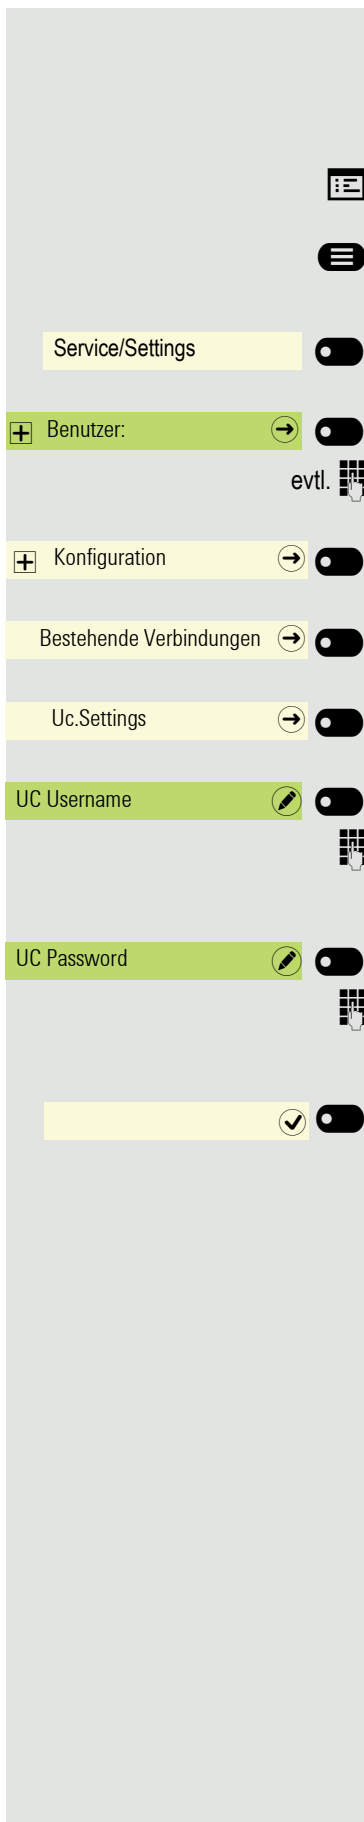 Service/Settings
Benutzer:
evtl.
Konfiguration
Bestehende Verbindungen
Uc.Settings
UC Username
UC Password